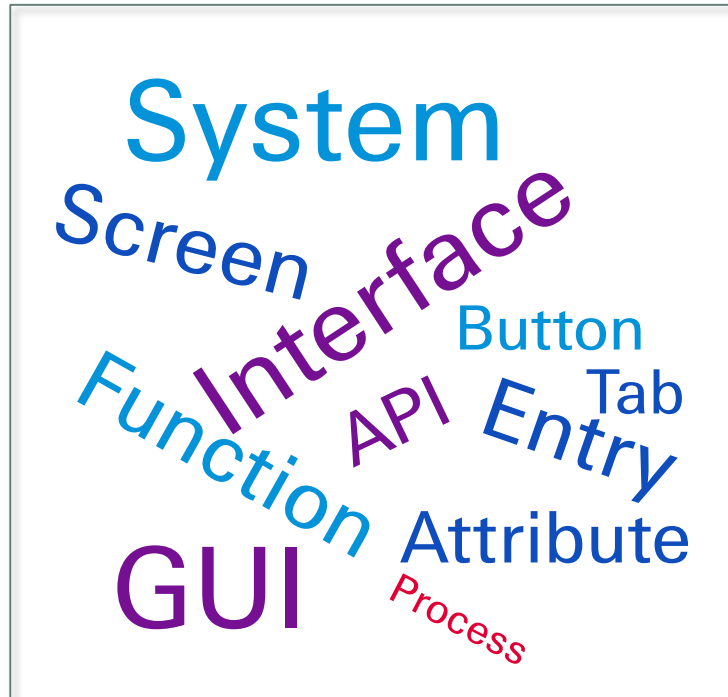 System
Screen
Interface
Button
Tab
Function
API
Entry
Attribute
GUI
Process